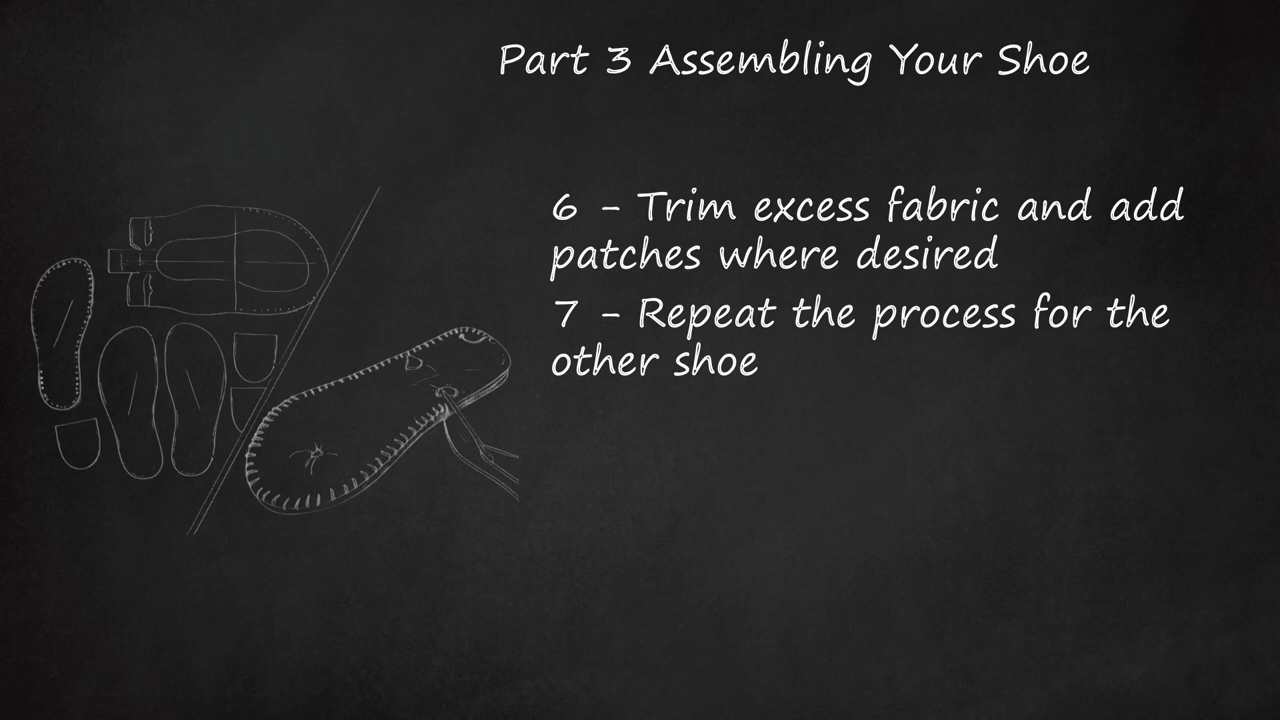 Part 3 Assembling Your Shoe
6 - Trim excess fabric and add
patches where desired
7 - Repeat the process for the
other shoe